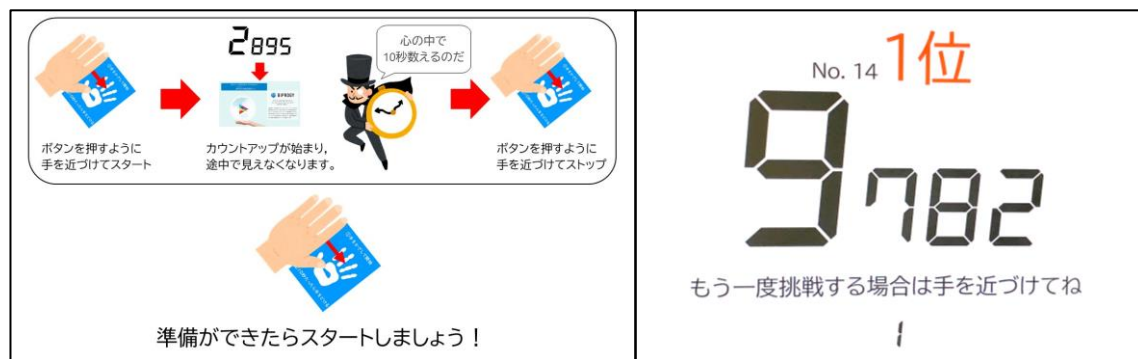 2895
心の中で
10秒数えるのだ
ボタンを押すように
手を近づけてスタート
カウントアップが始まり,
途中で見えなくなります。
ボタンを押すように
手を近づけてストップ
準備ができたらスタートしましょう！
No. 14 1位
9782
もう一度挑戦する場合は手を近づけてね
1